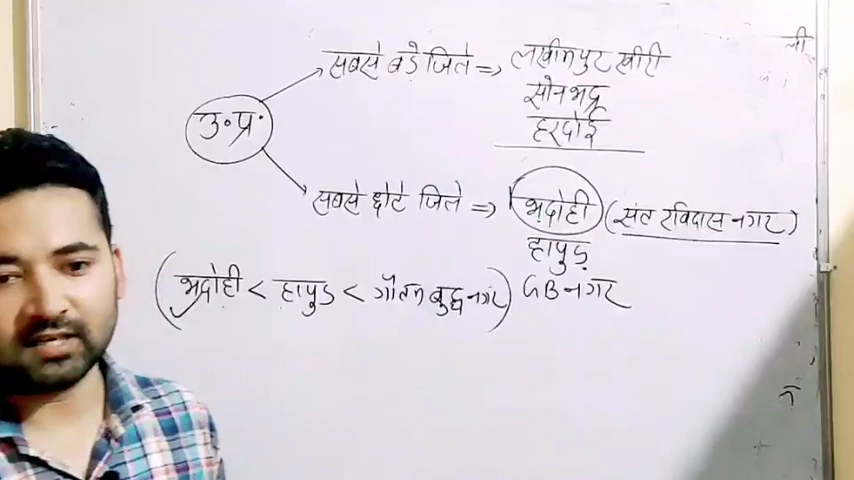 सबसे बड़े जिले => लखीमपुर खीरी
सोनभद्र
हरदोई
उ॰प्र॰
सबसे छोटे जिले => भदोही (संत रविदास नगर)
हापुड़
(भदोही < हापुड < गौतम बुद्ध नगर) GB नगर
ली